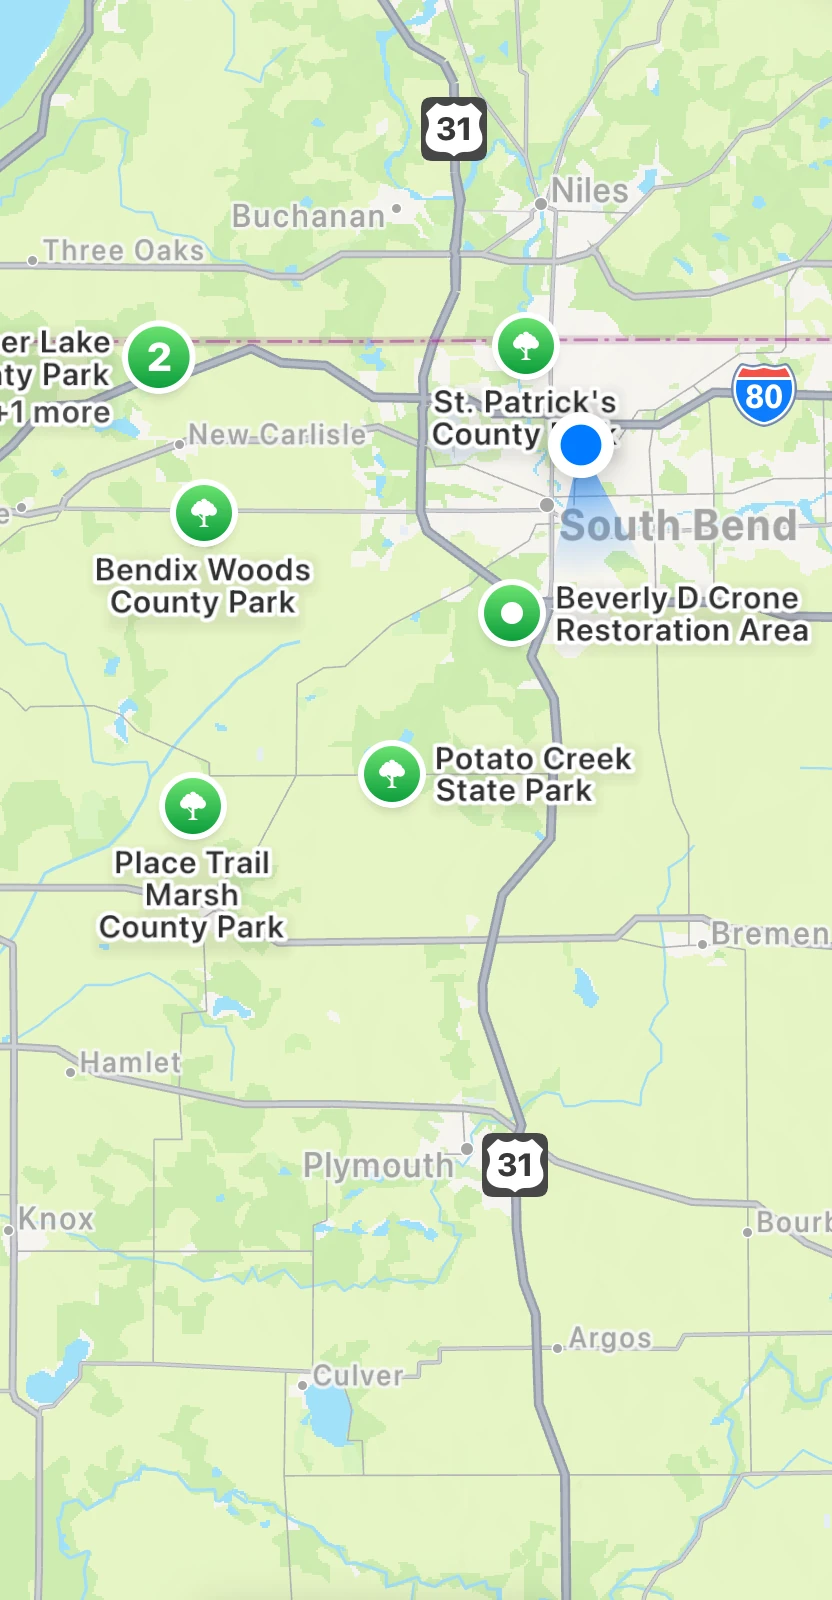 31
Niles
Buchanan
Three Oaks
er Lake
ty Park
+1 more
2
80
St. Patrick's
County
New Carlisle
e
South Bend
Bendix Woods
County Park
Beverly D Crone
Restoration Area
Potato Creek
State Park
Place Trail
Marsh
County Park
Bremen
Hamlet
Plymouth
31
Knox
Bourb
Argos
Culver